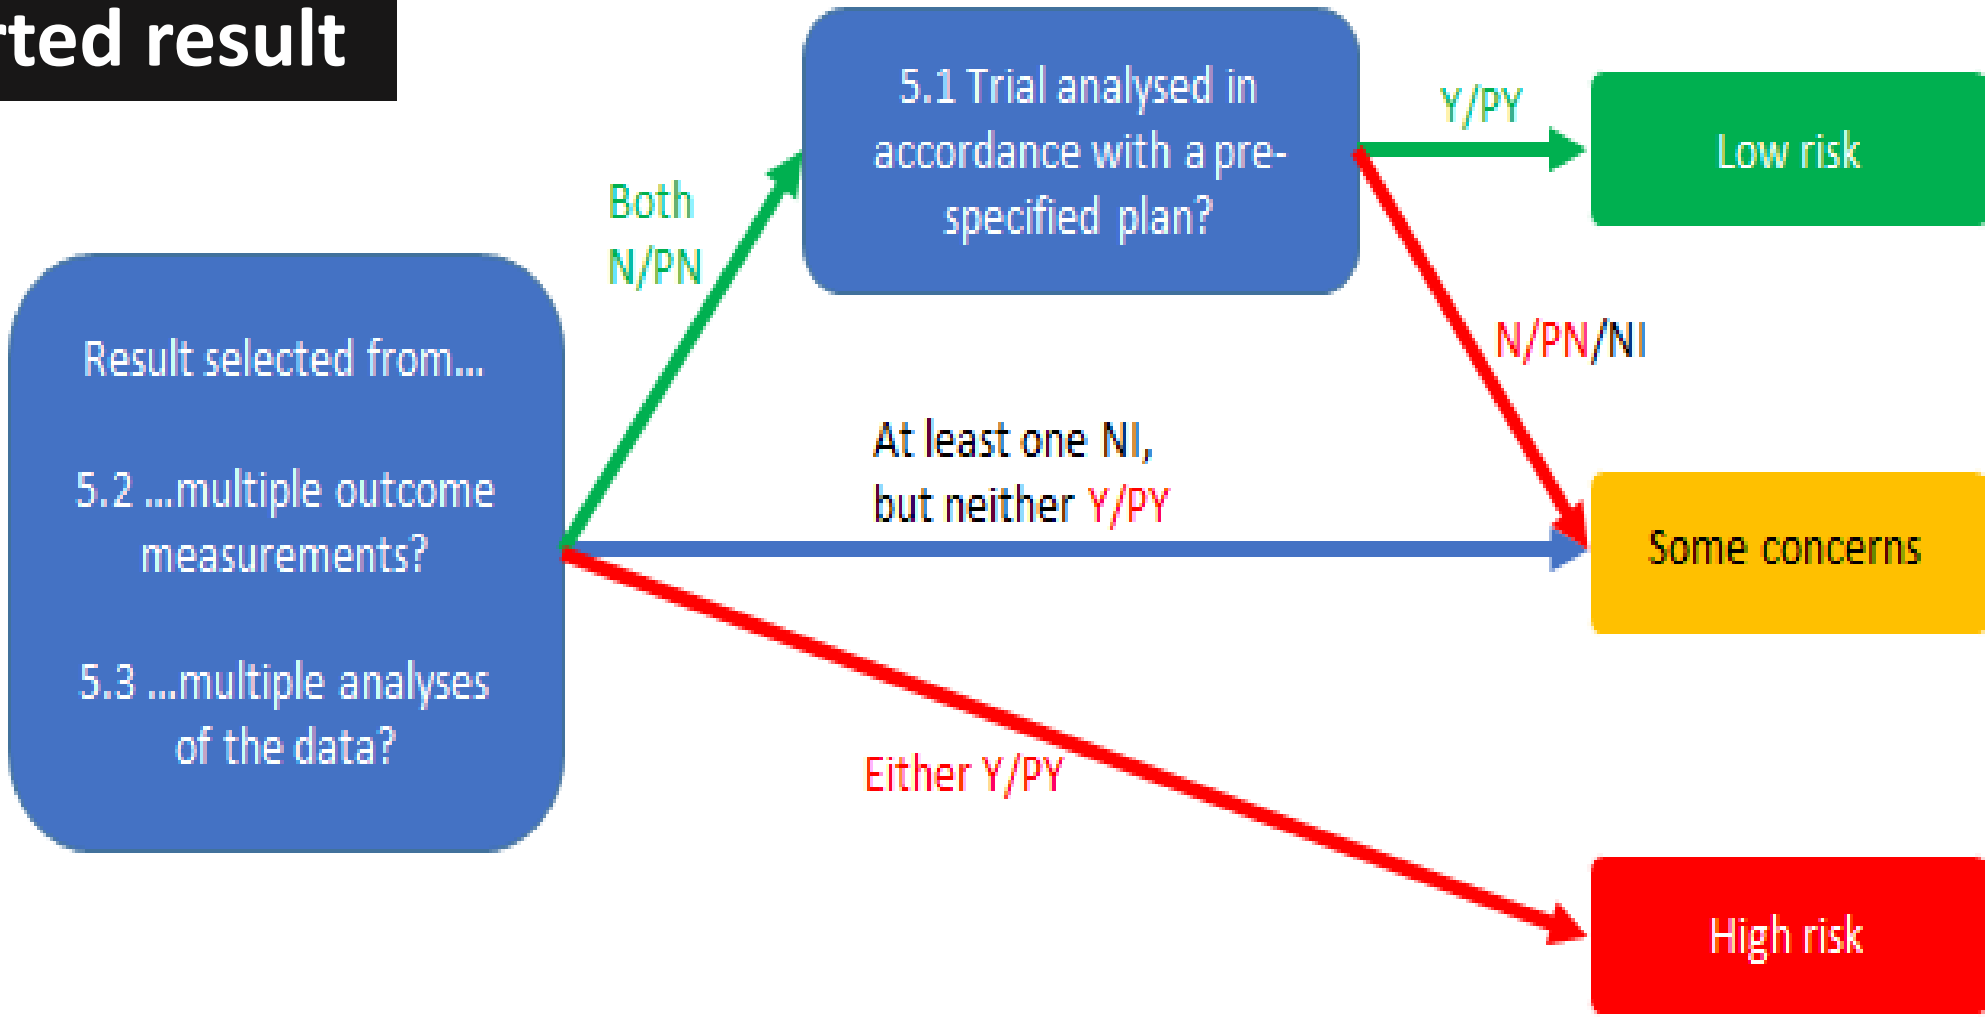 rted result
5.1 Trial analysed in
accordance with a pre-
specified plan?
Y/PY
Low risk
Both
N/PN
N/PN/NI
Result selected from...
5.2 ...multiple outcome
measurements?
5.3 ...multiple analyses
of the data?
At least one NI,
but neither Y/PY
Some concerns
Either Y/PY
High risk